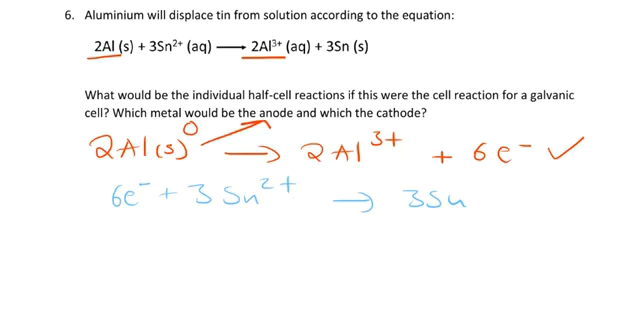 6. Aluminium will displace tin from solution according to the equation:
2Al (s) + 3Sn²⁺ (aq) ⟶ 2Al³⁺ (aq) + 3Sn (s)
What would be the individual half-cell reactions if this were the cell reaction for a galvanic
cell? Which metal would be the anode and which the cathode?
2Al(s)⁰ → 2Al³⁺ + 6e⁻ ✓
6e⁻ + 3Sn²⁺ → 3Sn